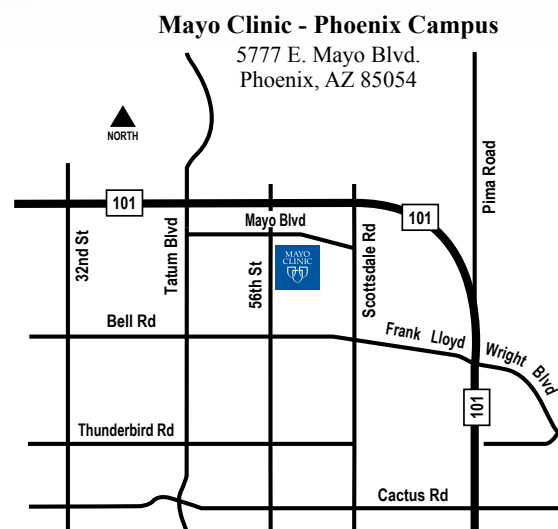 Mayo Clinic - Phoenix Campus
5777 E. Mayo Blvd.
Phoenix, AZ 85054
NORTH
Pima Road
101
Mayo Blvd
101
32nd St
Tatum Blvd
56th St
MAYO
CLINIC
Scottsdale Rd
Bell Rd
Frank Lloyd Wright Blvd
101
Thunderbird Rd
Cactus Rd